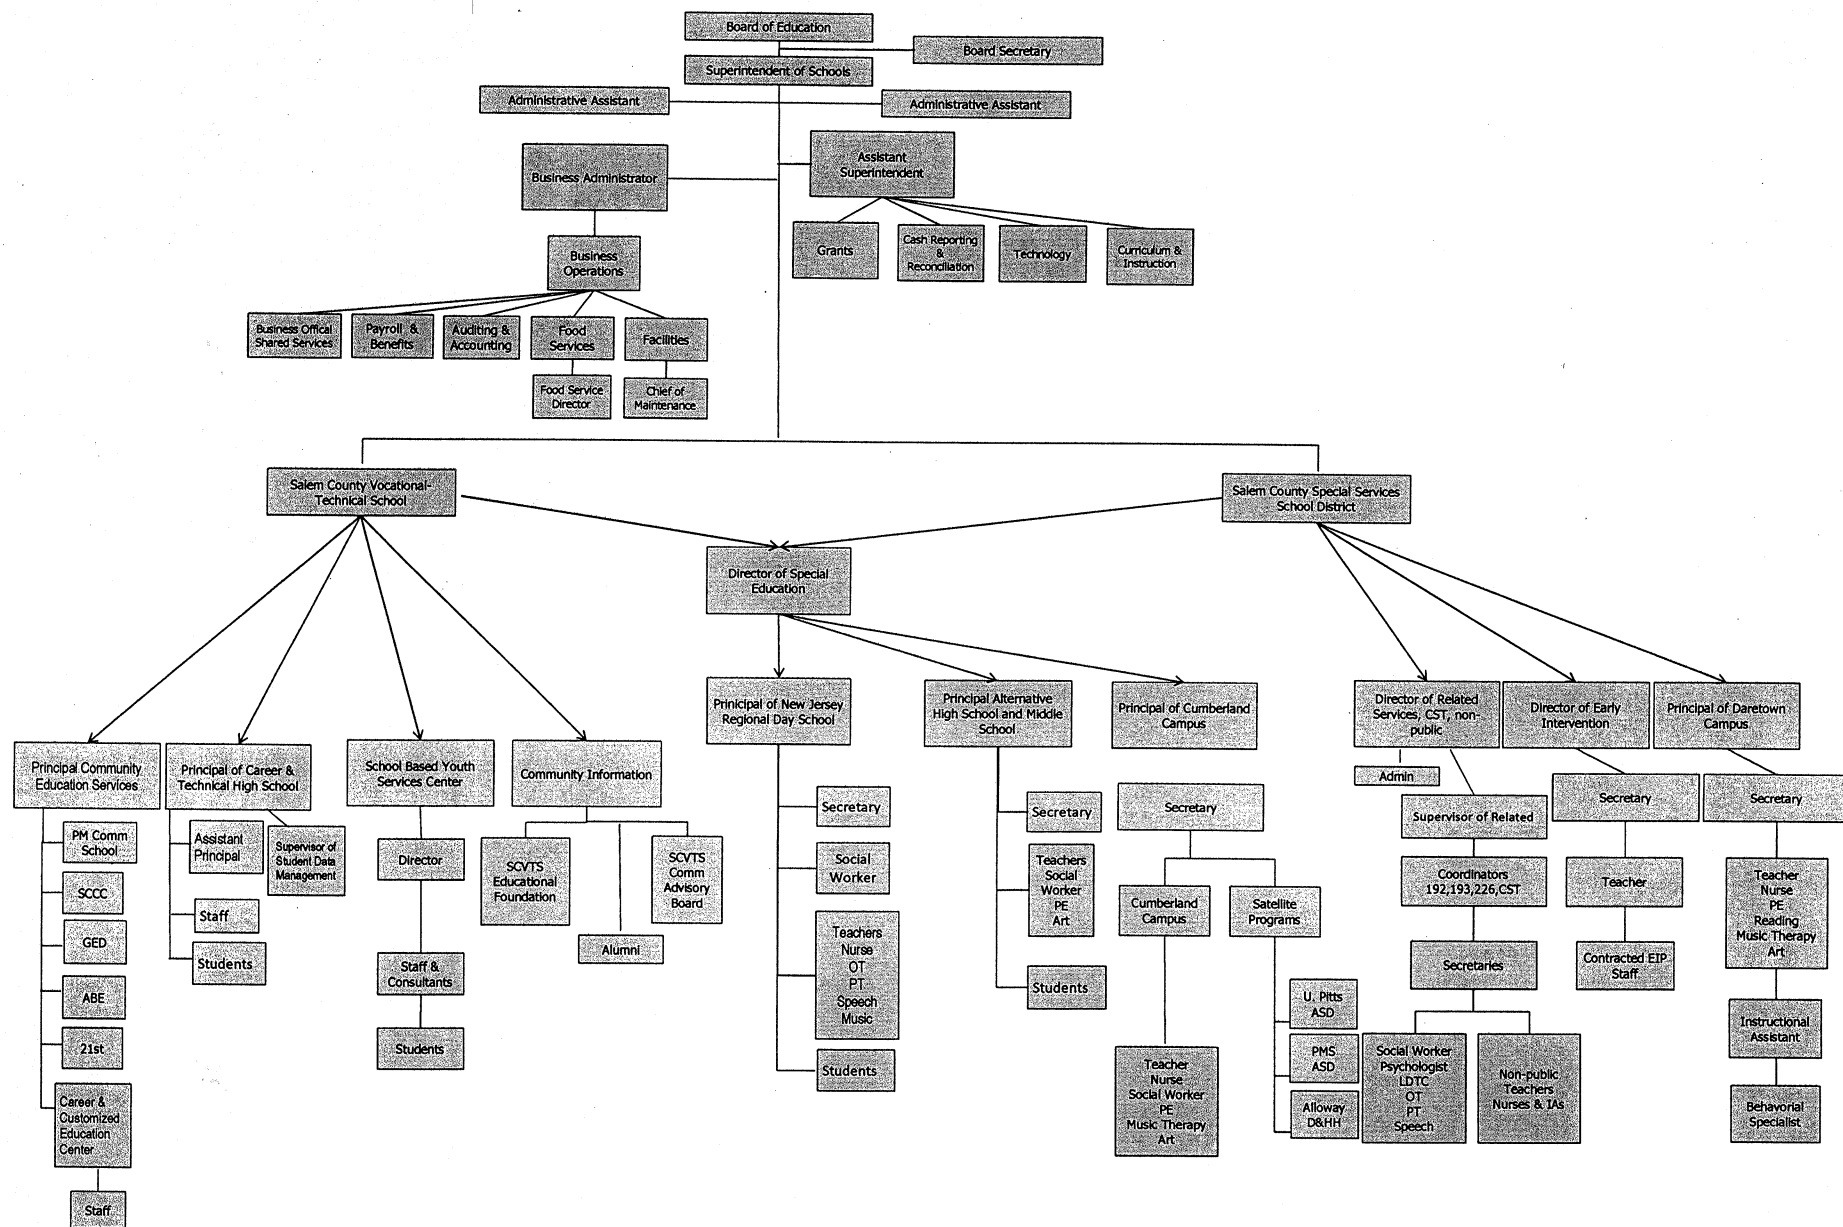 Board of Education
Board Secretary
Superintendent of Schools
Administrative Assistant
Administrative Assistant
Business Administrator
Assistant
Superintendent
Grants
Cash Reporting
&
Reconciliation
Technology
Curriculum &
Instruction
Business
Operations
Business Offical
Shared Services
Payroll &
Benefits
Auditing &
Accounting
Food
Services
Facilities
Food Service
Director
Chief of
Maintenance
Salem County Vocational-
Technical School
Salem County Special Services
School District
Director of Special
Education
Prinicipal of New Jersey
Regional Day School
Principal Alternative
High School and Middle
School
Principal of Cumberland
Campus
Director of Related
Services, CST, non-
public
Director of Early
Intervention
Principal of Daretown
Campus
Principal Community
Education Services
Principal of Career &
Technical High School
School Based Youth
Services Center
Community Information
PM Comm
School
SCCC
GED
ABE
21st
Career &
Customized
Education
Center
Staff
Assistant
Principal
Supervisor of
Student Data
Management
Staff
Students
Director
Staff &
Consultants
Students
SCVTS
Educational
Foundation
Alumni
SCVTS
Comm
Advisory
Board
Secretary
Social
Worker
Teachers
Nurse
OT
PT
Speech
Music
Students
Secretary
Teachers
Social
Worker
PE
Art
Students
Secretary
Cumberland
Campus
Satellite
Programs
Teacher
Nurse
Social Worker
PE
Music Therapy
Art
U. Pitts
ASD
PMS
ASD
Alloway
D&HH
Admin
Supervisor of Related
Coordinators
192,193,226,CST
Secretaries
Social Worker
Psychologist
LDTC
OT
PT
Speech
Non-public
Teachers
Nurses & IAs
Secretary
Teacher
Contracted EIP
Staff
Secretary
Teacher
Nurse
PE
Reading
Music Therapy
Art
Instructional
Assistant
Behavorial
Specialist